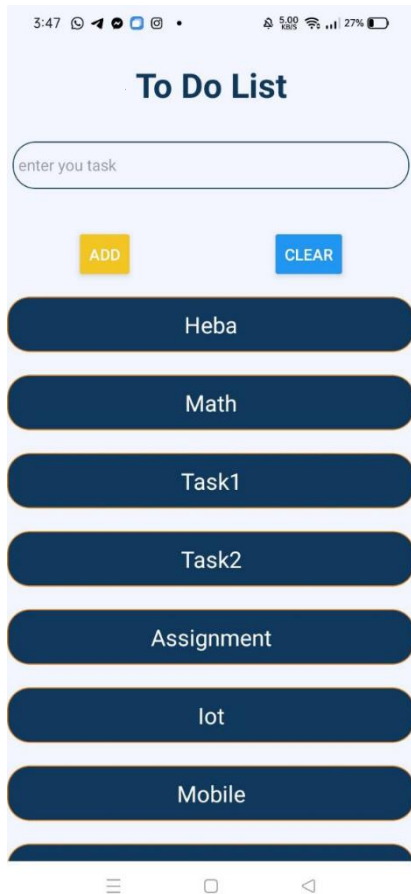 3:47 5.00 KB/S 27%
To Do List
enter you task
ADD CLEAR
Heba
Math
Task1
Task2
Assignment
Iot
Mobile